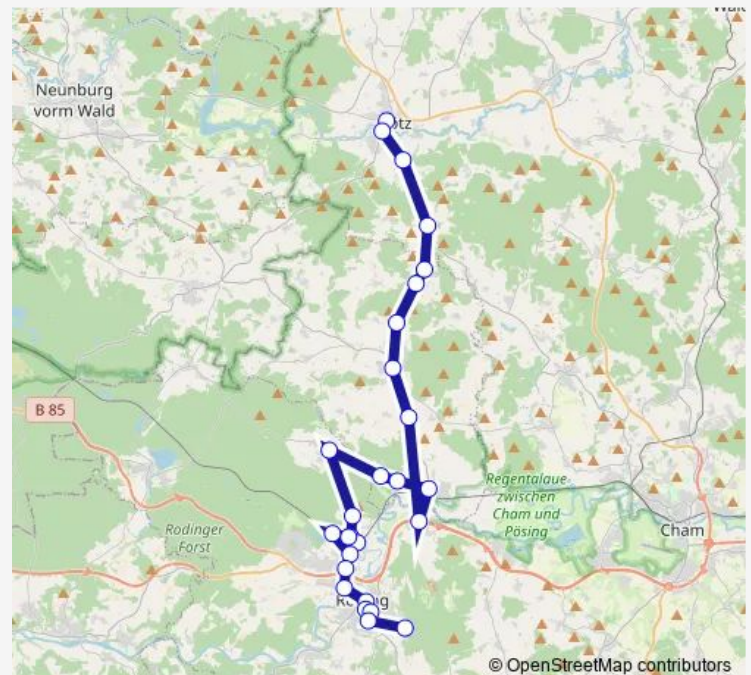 Neunburg
vorm Wald
B 85
Rodinger
Forst
Regentalaue
zwischen
Cham und
Pösing
Cham
© OpenStreetMap contributors